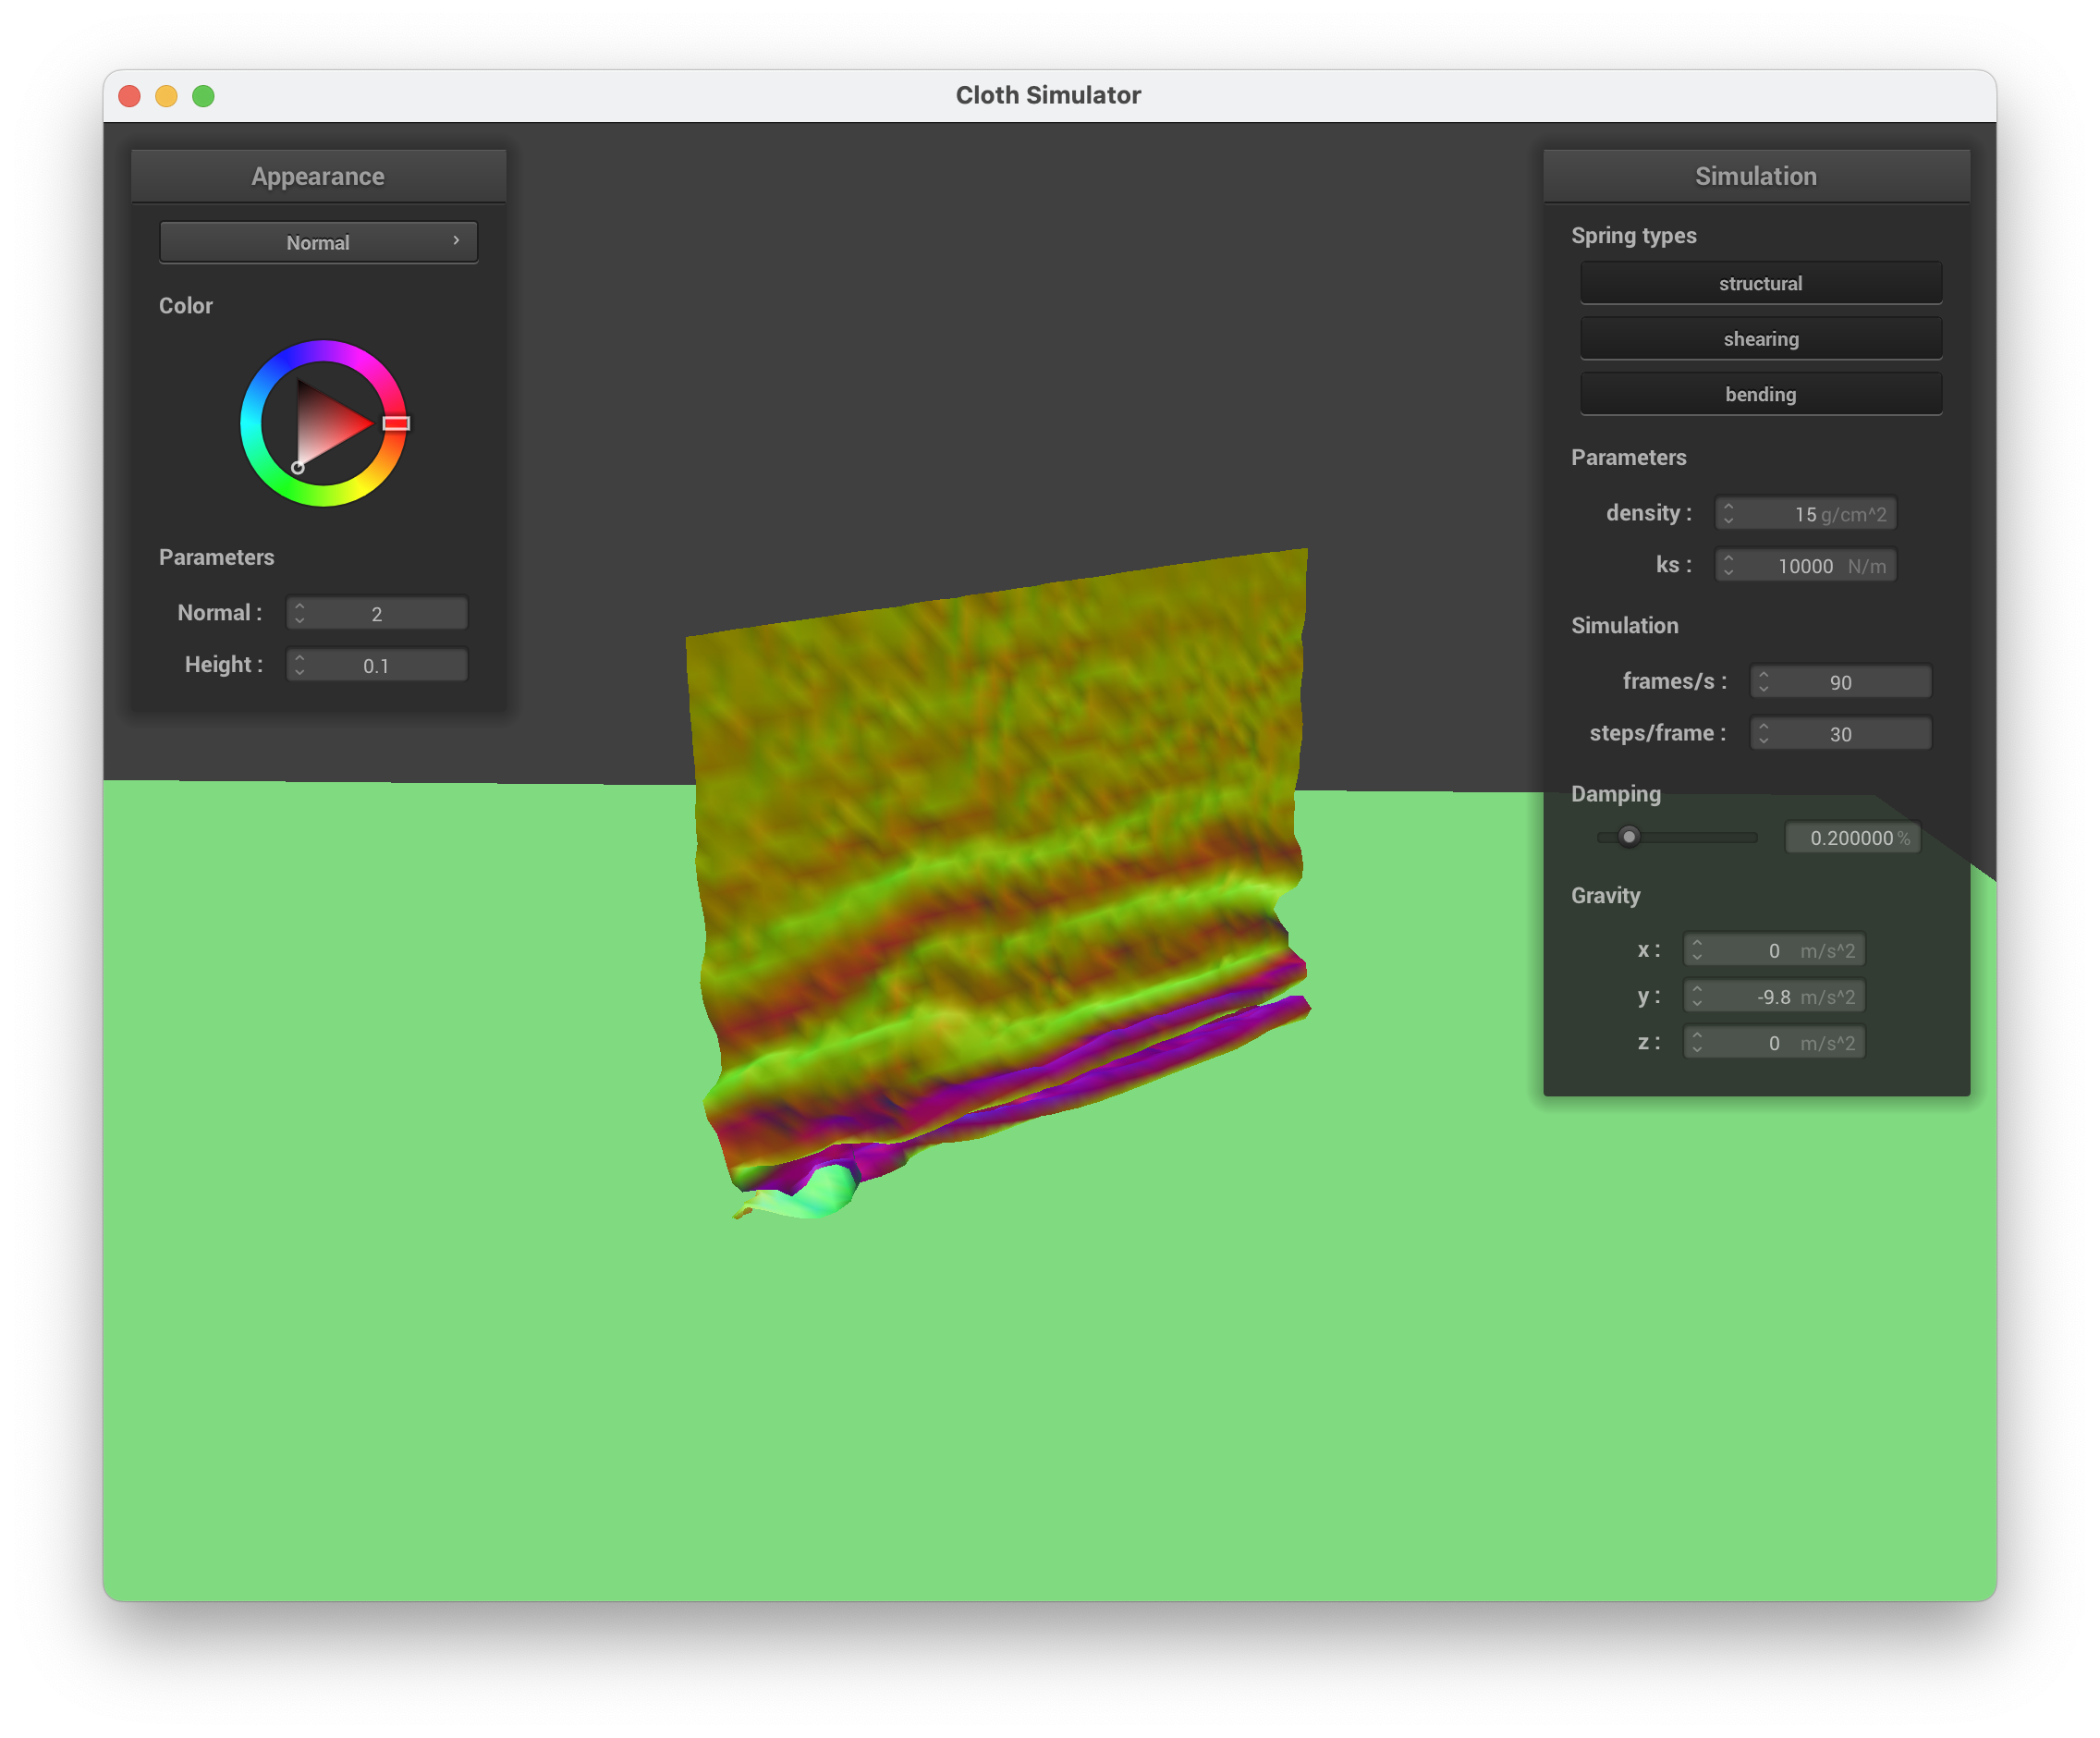 Cloth Simulator
Appearance
Normal
Color
Parameters
Normal : 2
Height : 0.1
Simulation
Spring types
structural
shearing
bending
Parameters
density : 15 g/cm^2
ks : 10000 N/m
Simulation
frames/s : 90
steps/frame : 30
Damping
0.200000 %
Gravity
x : 0 m/s^2
y : -9.8 m/s^2
z : 0 m/s^2